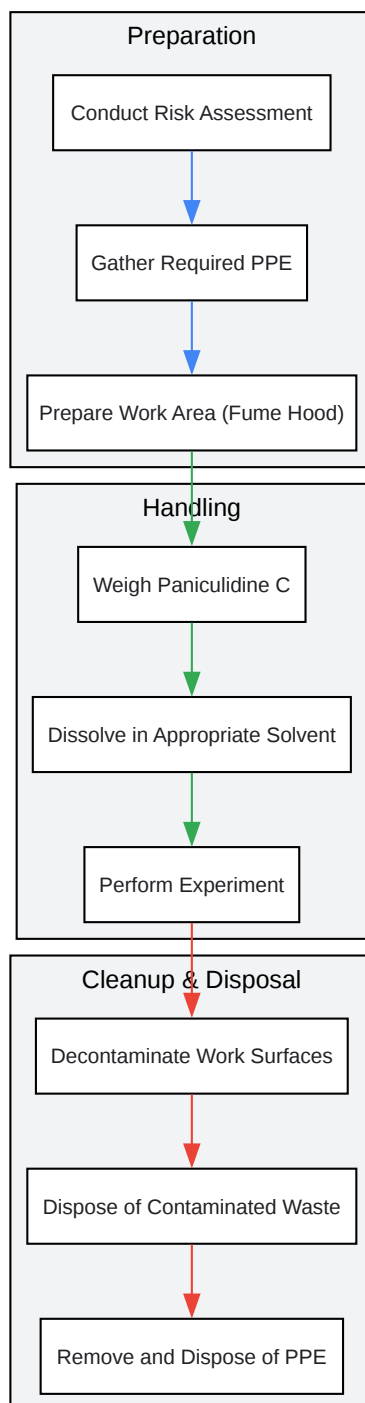 Preparation
Conduct Risk Assessment
Gather Required PPE
Prepare Work Area (Fume Hood)
Handling
Weigh Paniculidine C
Dissolve in Appropriate Solvent
Perform Experiment
Cleanup & Disposal
Decontaminate Work Surfaces
Dispose of Contaminated Waste
Remove and Dispose of PPE